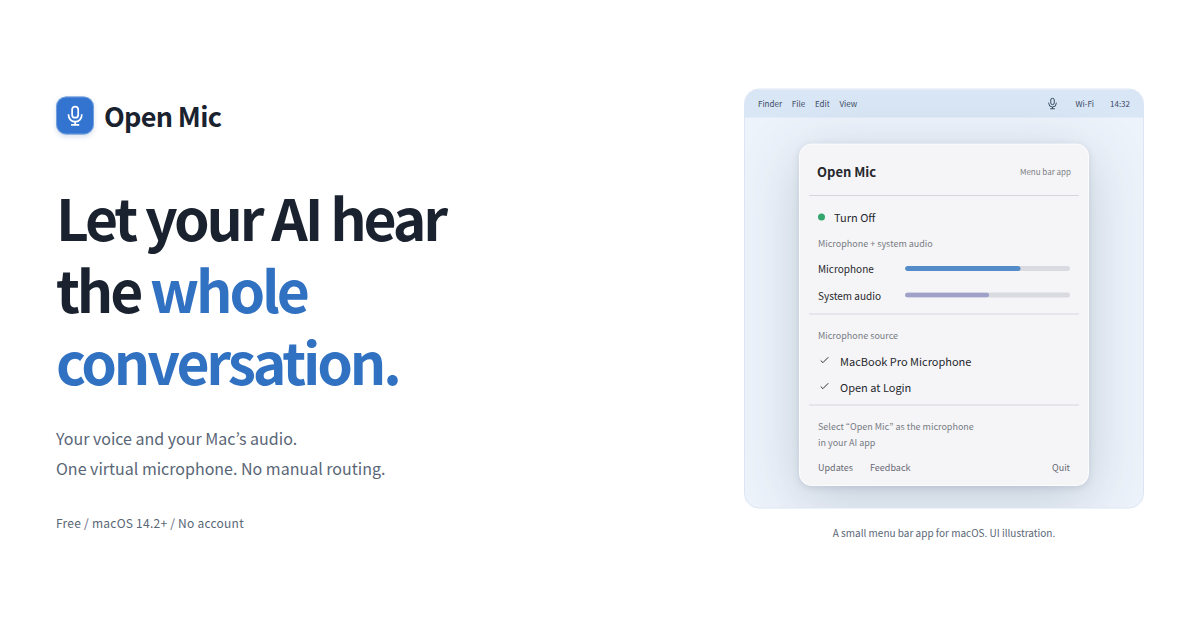 Open Mic
Let your AI hear
the whole
conversation.
Your voice and your Mac’s audio.
One virtual microphone. No manual routing.
Free / macOS 14.2+ / No account
Finder File Edit View Wi-Fi 14:32
Open Mic Menu bar app
Turn Off
Microphone + system audio
Microphone
System audio
Microphone source
MacBook Pro Microphone
Open at Login
Select “Open Mic” as the microphone
in your AI app
Updates Feedback Quit
A small menu bar app for macOS. UI illustration.